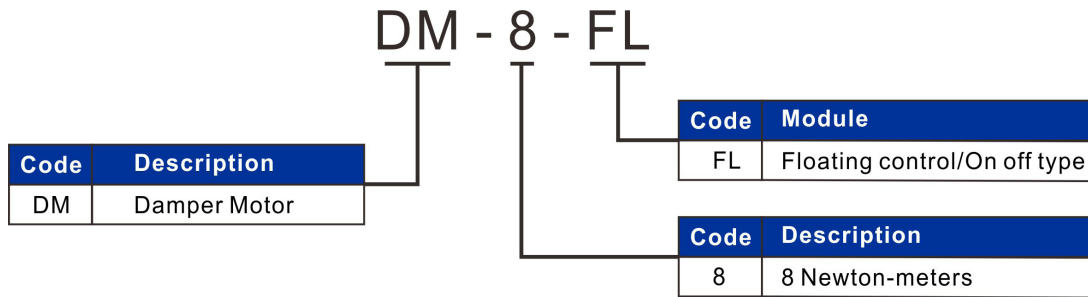 DM - 8 - FL
Code Module
FL Floating control/On off type
Code Description
DM Damper Motor
Code Description
8 8 Newton-meters